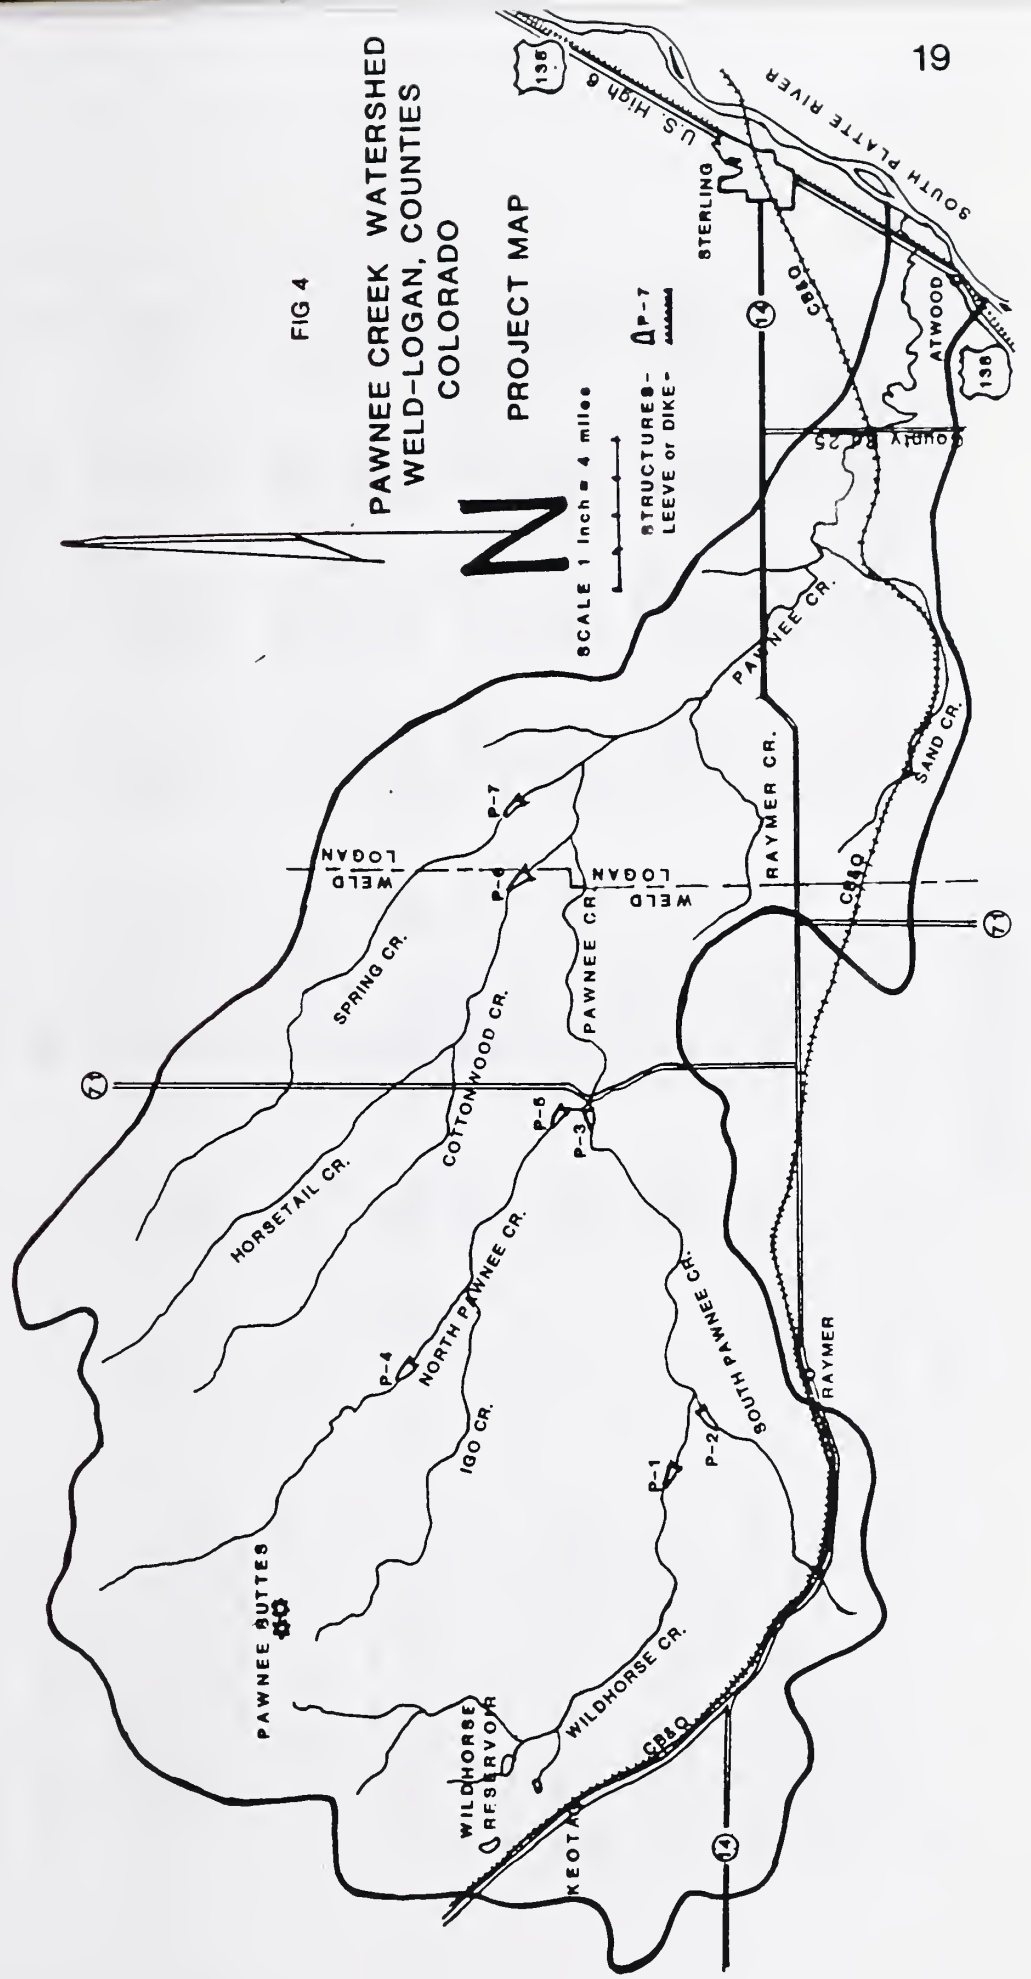 19
FIG 4
PAWNEE CREEK WATERSHED
WELD-LOGAN, COUNTIES
COLORADO
PROJECT MAP
N
SCALE 1 inch = 4 miles
STRUCTURES- P-7
LEEVE or DIKE-
138
U.S. High 6
SOUTH PLATTE RIVER
STERLING
14
CB&Q
ATWOOD
138
County Rd 25
PAWNEE CR.
RAYMER CR.
SAND CR.
CB&Q
71
P-7
LOGAN
WELD
P-6
LOGAN
WELD
PAWNEE CR.
SPRING CR.
COTTONWOOD CR.
71
P-5
P-3
HORSETAIL CR.
NORTH PAWNEE CR.
SOUTH PAWNEE CR.
P-4
IGO CR.
P-2
P-1
RAYMER
PAWNEE BUTTES
WILDHORSE
RESERVOIR
WILDHORSE CR.
CB&Q
KEOTA
14